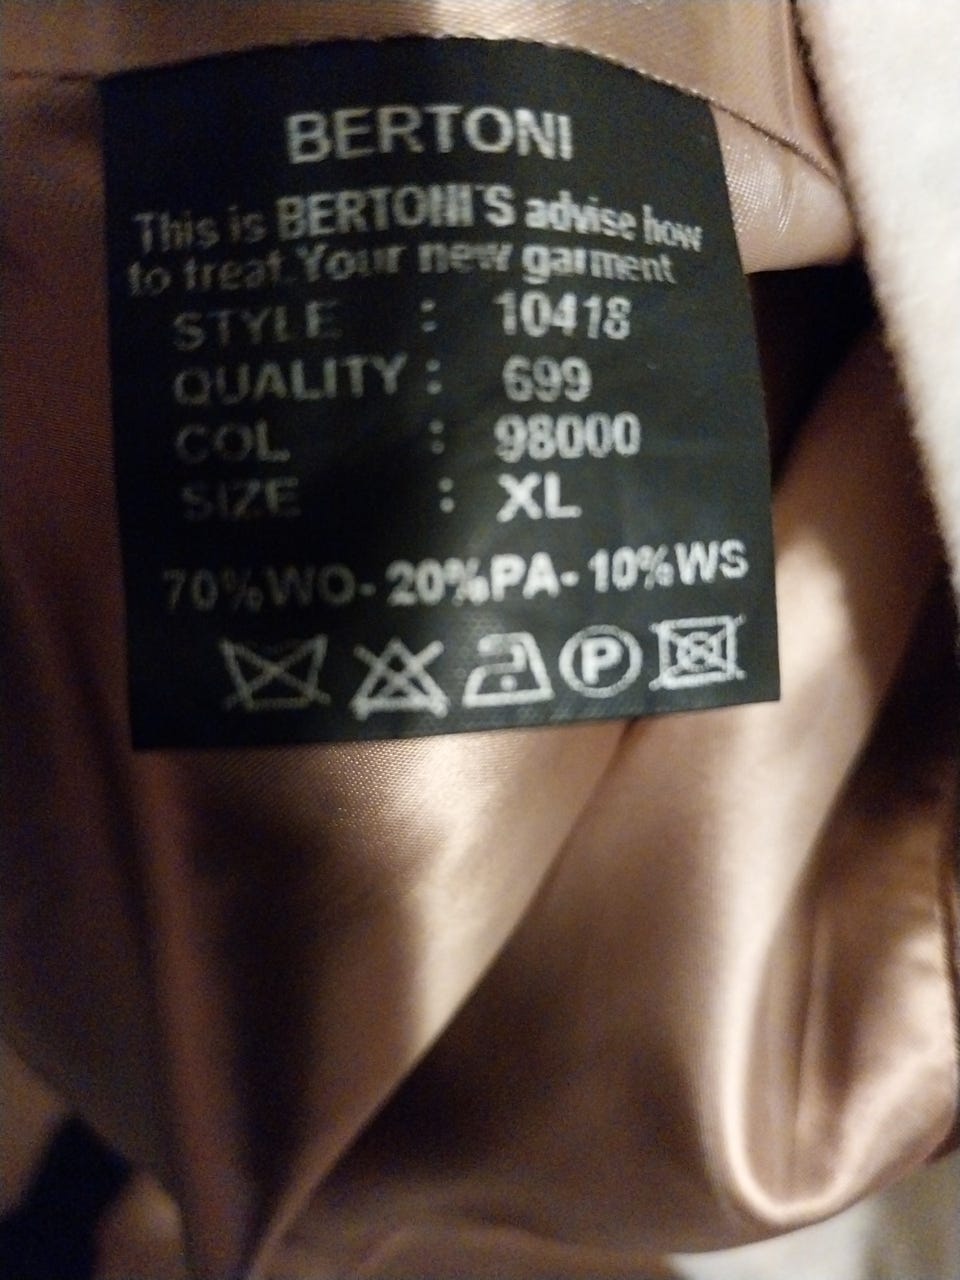 BERTONI
This is BERTONI'S advise how
to treat Your new garment
STYLE : 10418
QUALITY : 699
COL : 98000
SIZE : XL
70%WO-20%PA-10%WS
P